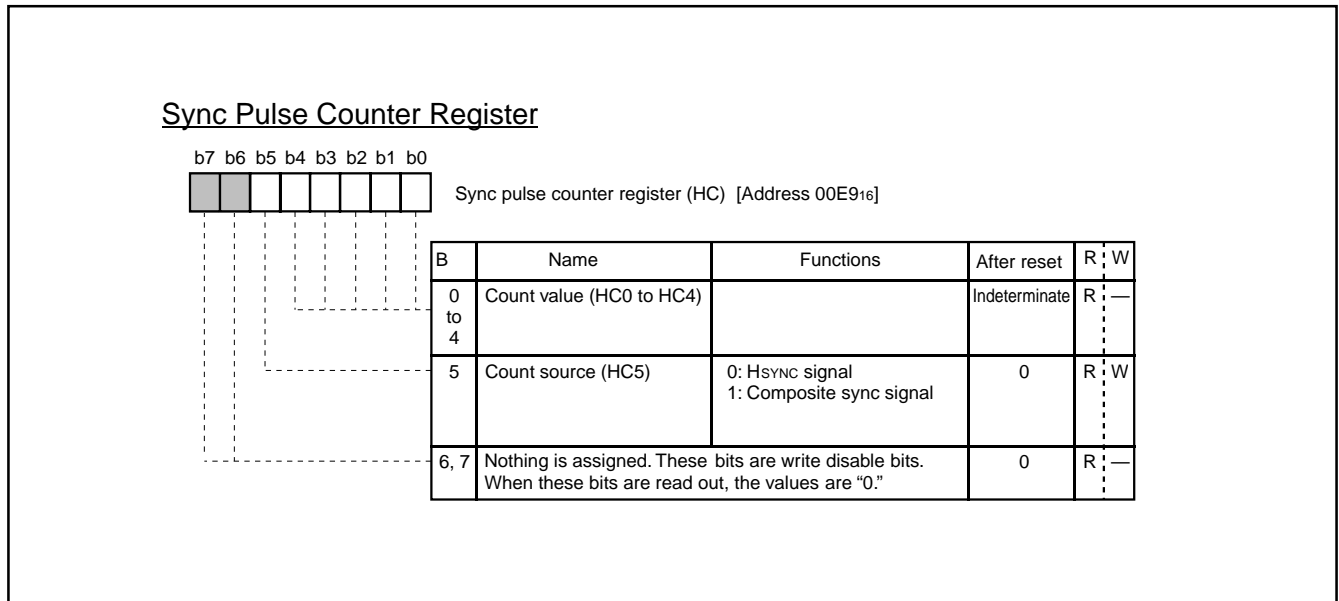 Sync Pulse Counter Register
b7 b6 b5 b4 b3 b2 b1 b0
Sync pulse counter register (HC) [Address 00E916]
B Name Functions After reset R W
0 to 4 Count value (HC0 to HC4) Indeterminate R —
5 Count source (HC5) 0: HSYNC signal 0 R W
1: Composite sync signal
6, 7 Nothing is assigned. These bits are write disable bits. 0 R —
When these bits are read out, the values are “0.”